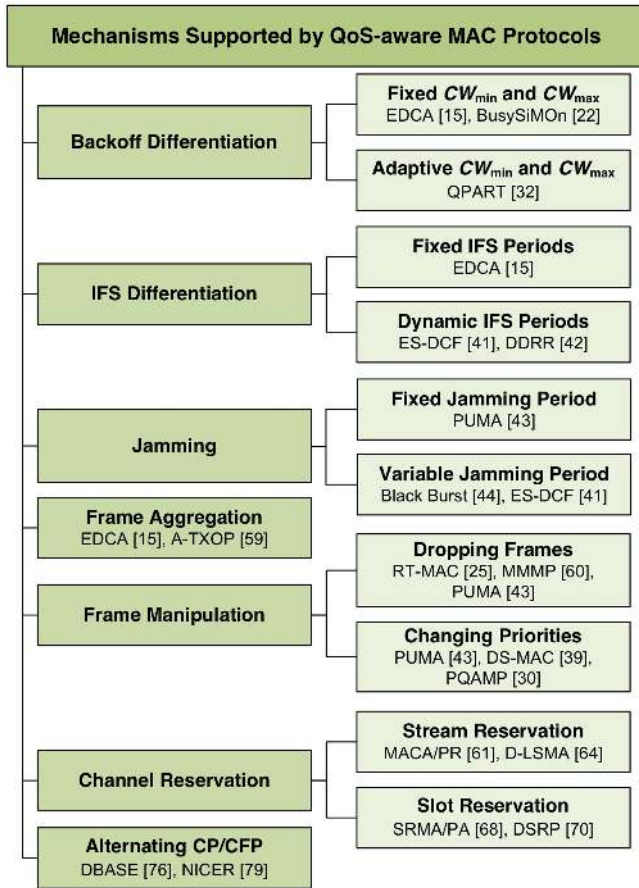 Mechanisms Supported by QoS-aware MAC Protocols
Backoff Differentiation
Fixed CWmin and CWmax
EDCA [15], BusySiMOn [22]
Adaptive CWmin and CWmax
QPART [32]
IFS Differentiation
Fixed IFS Periods
EDCA [15]
Dynamic IFS Periods
ES-DCF [41], DDRR [42]
Jamming
Fixed Jamming Period
PUMA [43]
Variable Jamming Period
Black Burst [44], ES-DCF [41]
Frame Aggregation
EDCA [15], A-TXOP [59]
Frame Manipulation
Dropping Frames
RT-MAC [25], MMMP [60],
PUMA [43]
Changing Priorities
PUMA [43], DS-MAC [39],
PQAMP [30]
Channel Reservation
Stream Reservation
MACA/PR [61], D-LSMA [64]
Slot Reservation
SRMA/PA [68], DSRP [70]
Alternating CP/CFP
DBASE [76], NICER [79]